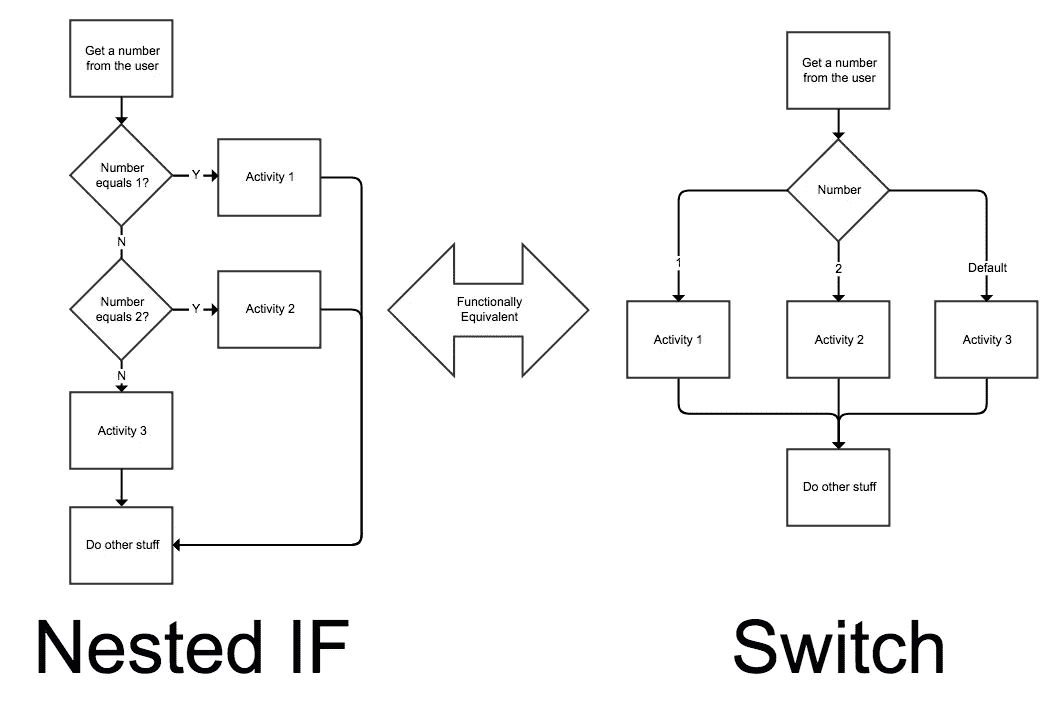 Get a number
from the user
Number
equals 1?
Y
Activity 1
N
Number
equals 2?
Y
Activity 2
N
Activity 3
Do other stuff
Nested IF
Functionally
Equivalent
Get a number
from the user
Number
1
2
Default
Activity 1
Activity 2
Activity 3
Do other stuff
Switch